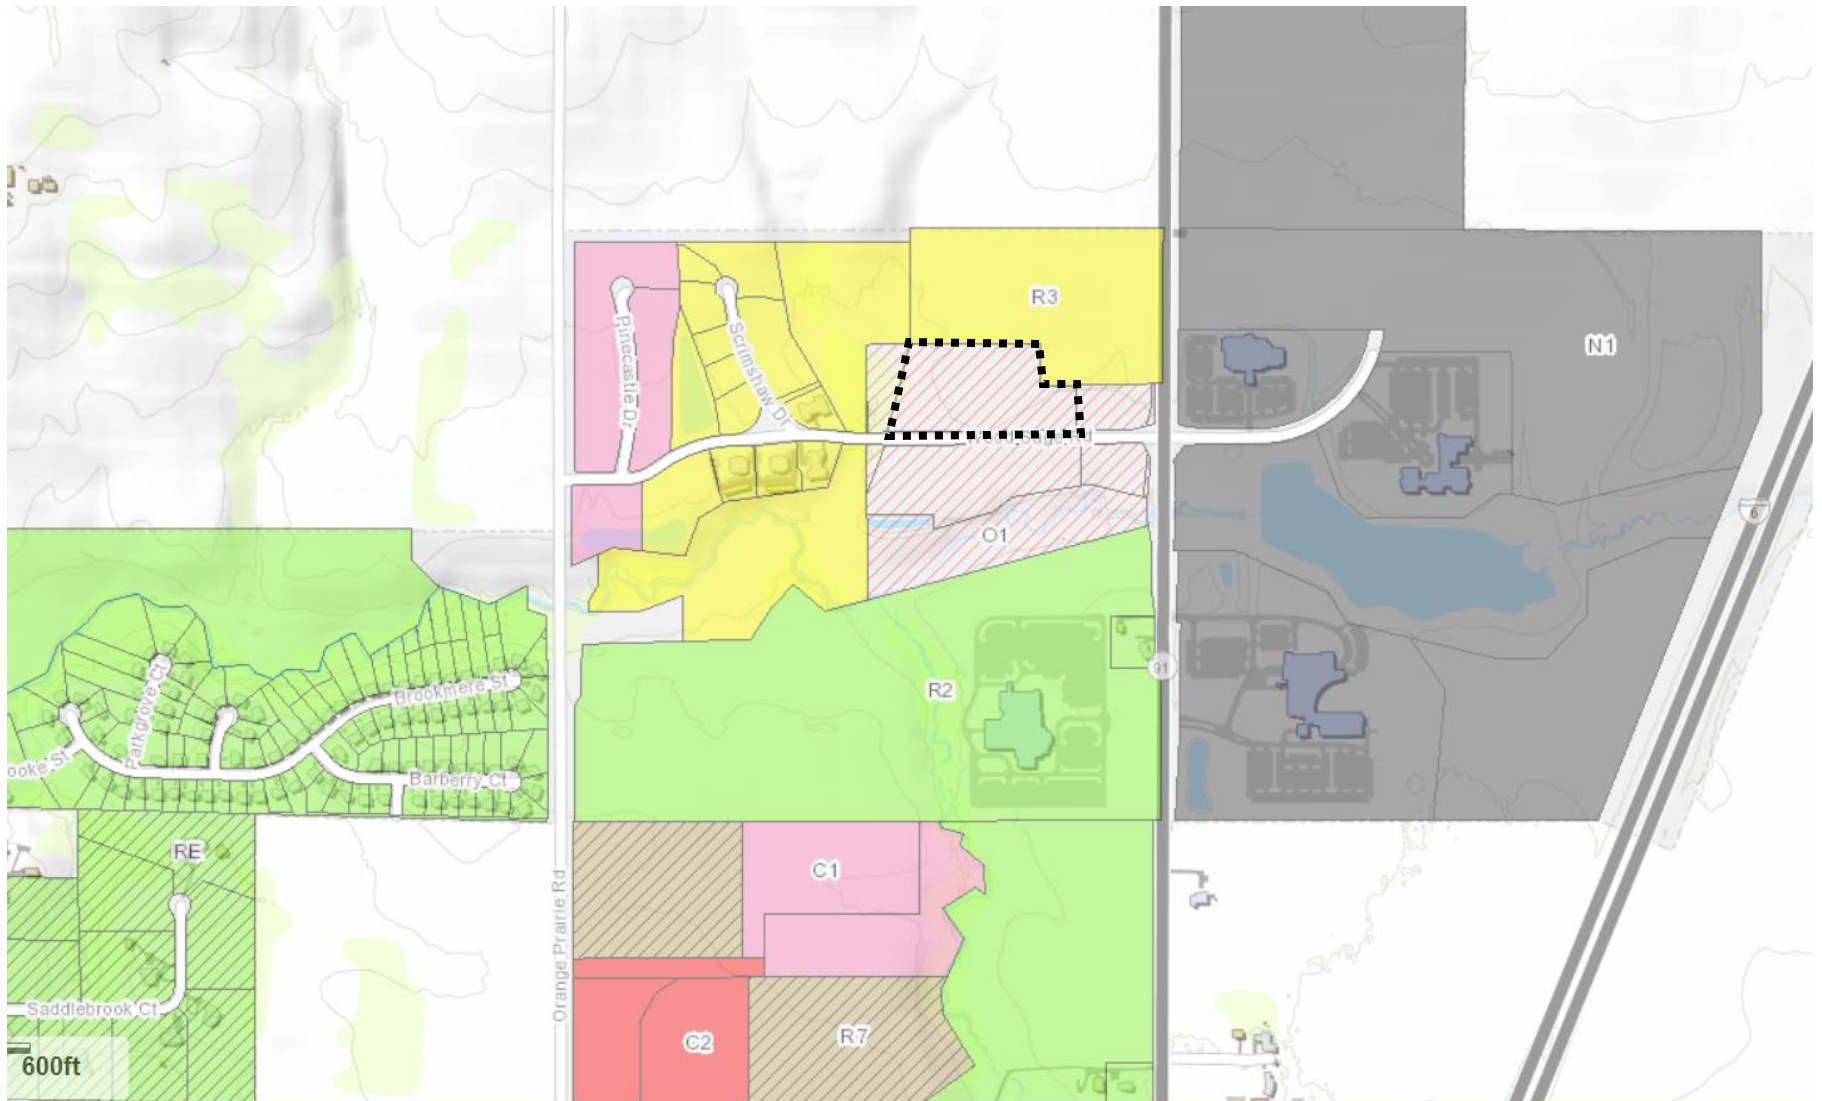 R3
N1
Pinecastle Dr
Scrimshaw Dr
6
O1
91
R2
Parkgrove Ct
Brookmere St
ooke St
Barberry Ct
RE
C1
Orange Prairie Rd
Saddlebrook Ct
C2
R7
600ft